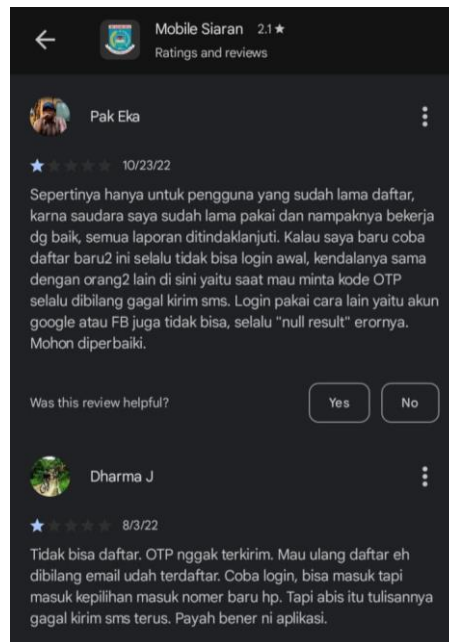 Mobile Siaran 2.1★
Ratings and reviews
Pak Eka
10/23/22
Sepertinya hanya untuk pengguna yang sudah lama daftar,
karna saudara saya sudah lama pakai dan nampaknya bekerja
dg baik, semua laporan ditindaklanjuti. Kalau saya baru coba
daftar baru2 ini selalu tidak bisa login awal, kendalanya sama
dengan orang2 lain di sini yaitu saat mau minta kode OTP
selalu dibilang gagal kirim sms. Login pakai cara lain yaitu akun
google atau FB juga tidak bisa, selalu "null result" erornya.
Mohon diperbaiki.
Was this review helpful? Yes No
Dharma J
8/3/22
Tidak bisa daftar. OTP nggak terkirim. Mau ulang daftar eh
dibilang email udah terdaftar. Coba login, bisa masuk tapi
masuk kepilihan masuk nomer baru hp. Tapi abis itu tulisannya
gagal kirim sms terus. Payah bener ni aplikasi.